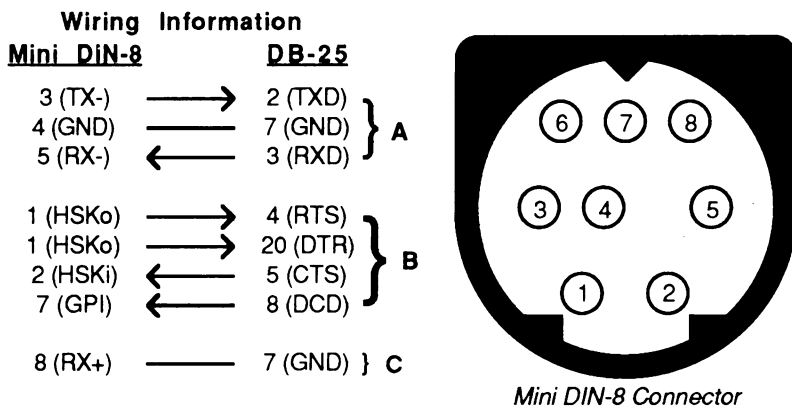 Wiring Information
Mini DiN-8 DB-25
3 (TX-) 2 (TXD)
4 (GND) 7 (GND) } A
5 (RX-) 3 (RXD)
1 (HSKo) 4 (RTS)
1 (HSKo) 20 (DTR)
2 (HSKi) 5 (CTS) } B
7 (GPI) 8 (DCD)
8 (RX+) 7 (GND) } C
6 7 8
3 4 5
1 2
Mini DIN-8 Connector